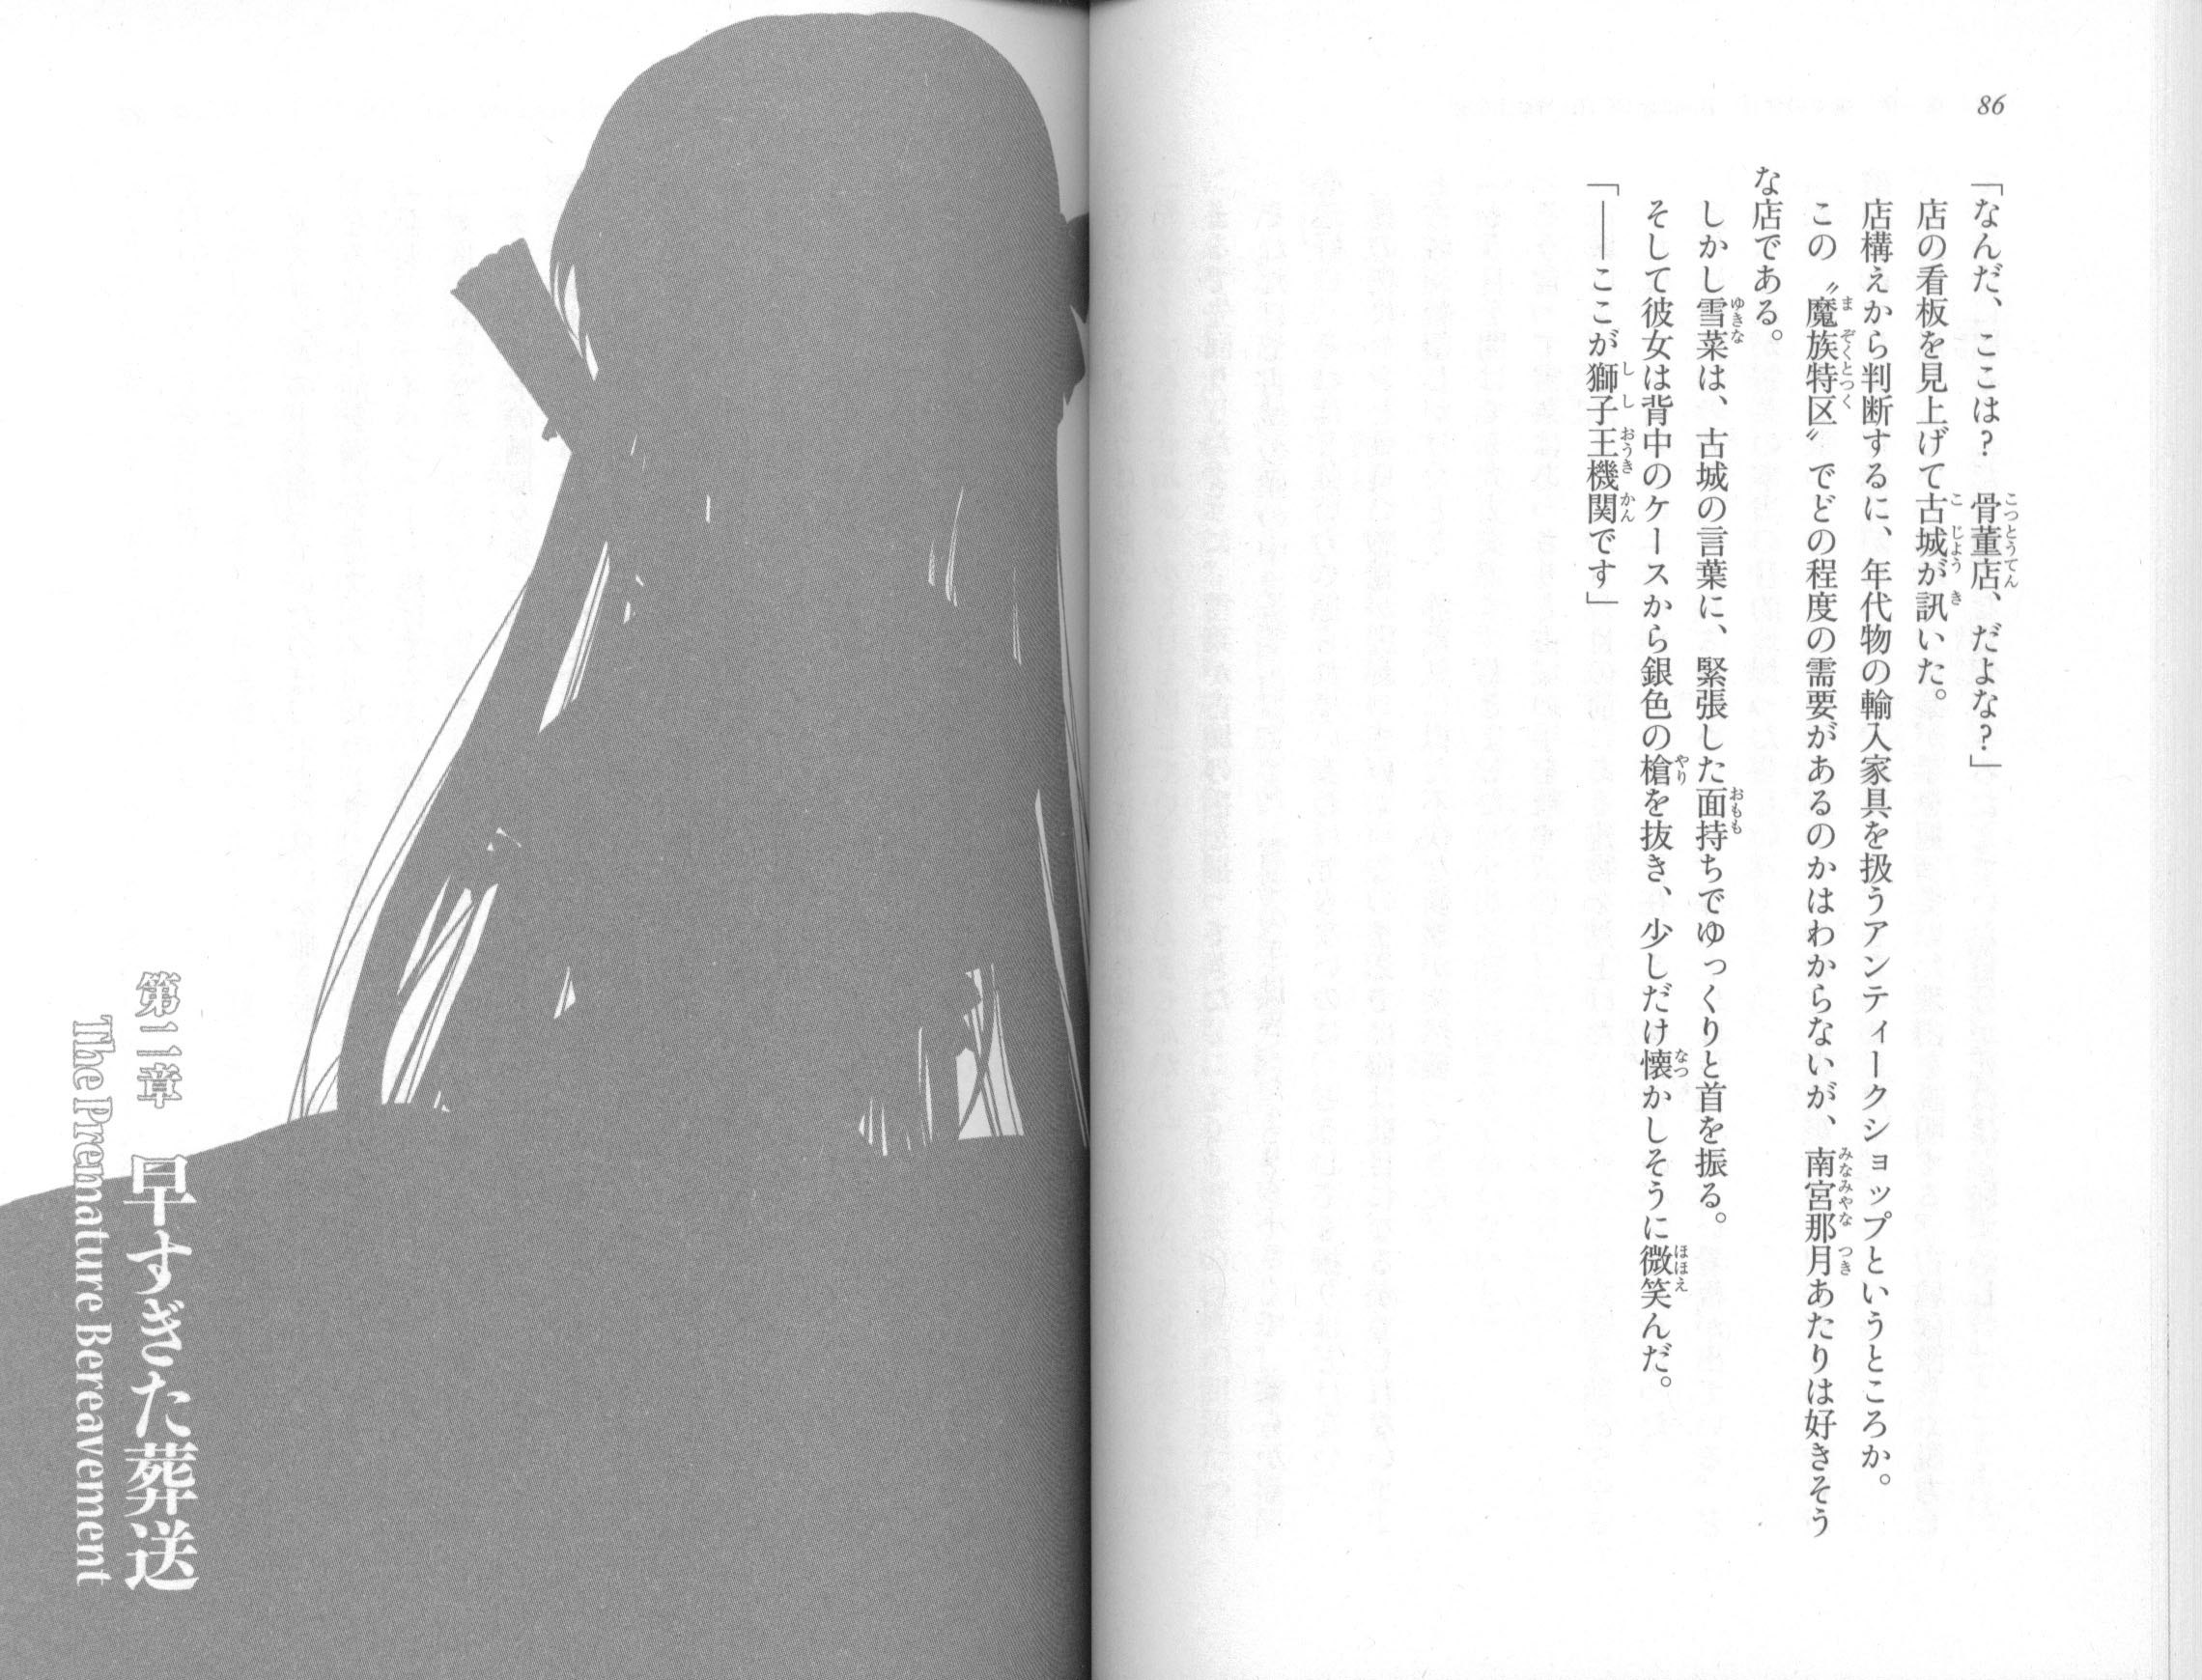 86
「なんだ、ここは? 骨董店、だよな?」
店の看板を見上げて古城が訊いた。
店構えから判断するに、年代物の輸入家具を扱うアンティークショップというところか。
この〝魔族特区〟でどの程度の需要があるのかはわからないが、南宮那月あたりは好きそう
な店である。
しかし雪菜は、古城の言葉に、緊張した面持ちでゆっくりと首を振る。
そして彼女は背中のケースから銀色の槍を抜き、少しだけ懐かしそうに微笑んだ。
「――ここが獅子王機関です」
第二章 早すぎた葬送
The Premature Bereavement